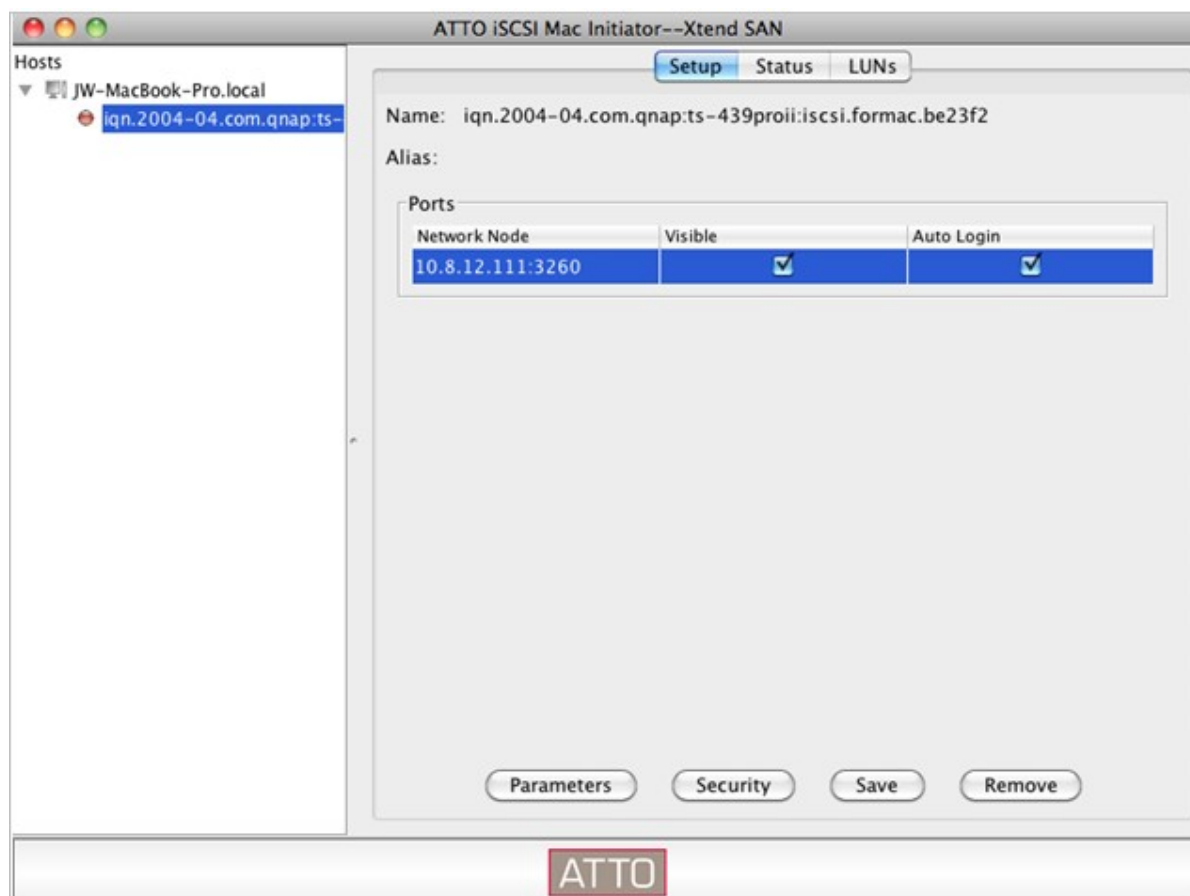 ATTO iSCSI Mac Initiator--Xtend SAN
Hosts
JW-MacBook-Pro.local
iqn.2004-04.com.qnap:ts-
Setup Status LUNs
Name: iqn.2004-04.com.qnap:ts-439proii:iscsi.formac.be23f2
Alias:
Ports
Network Node Visible Auto Login
10.8.12.111:3260
Parameters Security Save Remove
ATTO